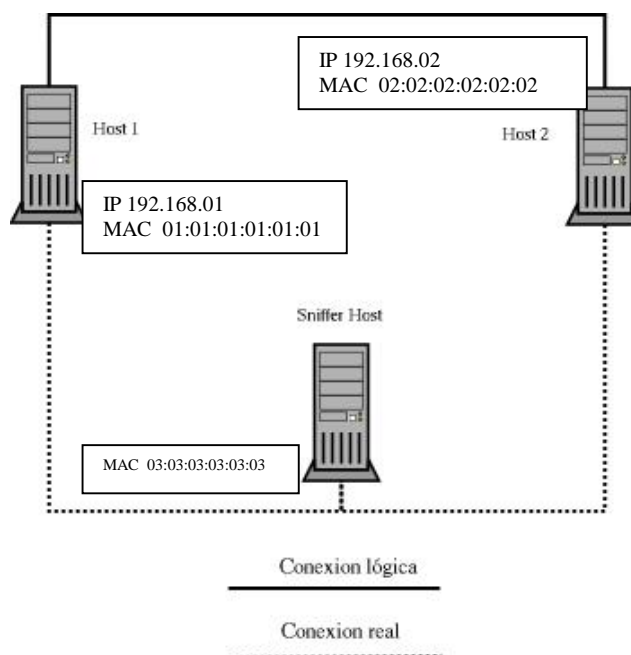 IP 192.168.02
MAC 02:02:02:02:02:02
Host 1
Host 2
IP 192.168.01
MAC 01:01:01:01:01:01
Sniffer Host
MAC 03:03:03:03:03:03
Conexion lógica
Conexion real